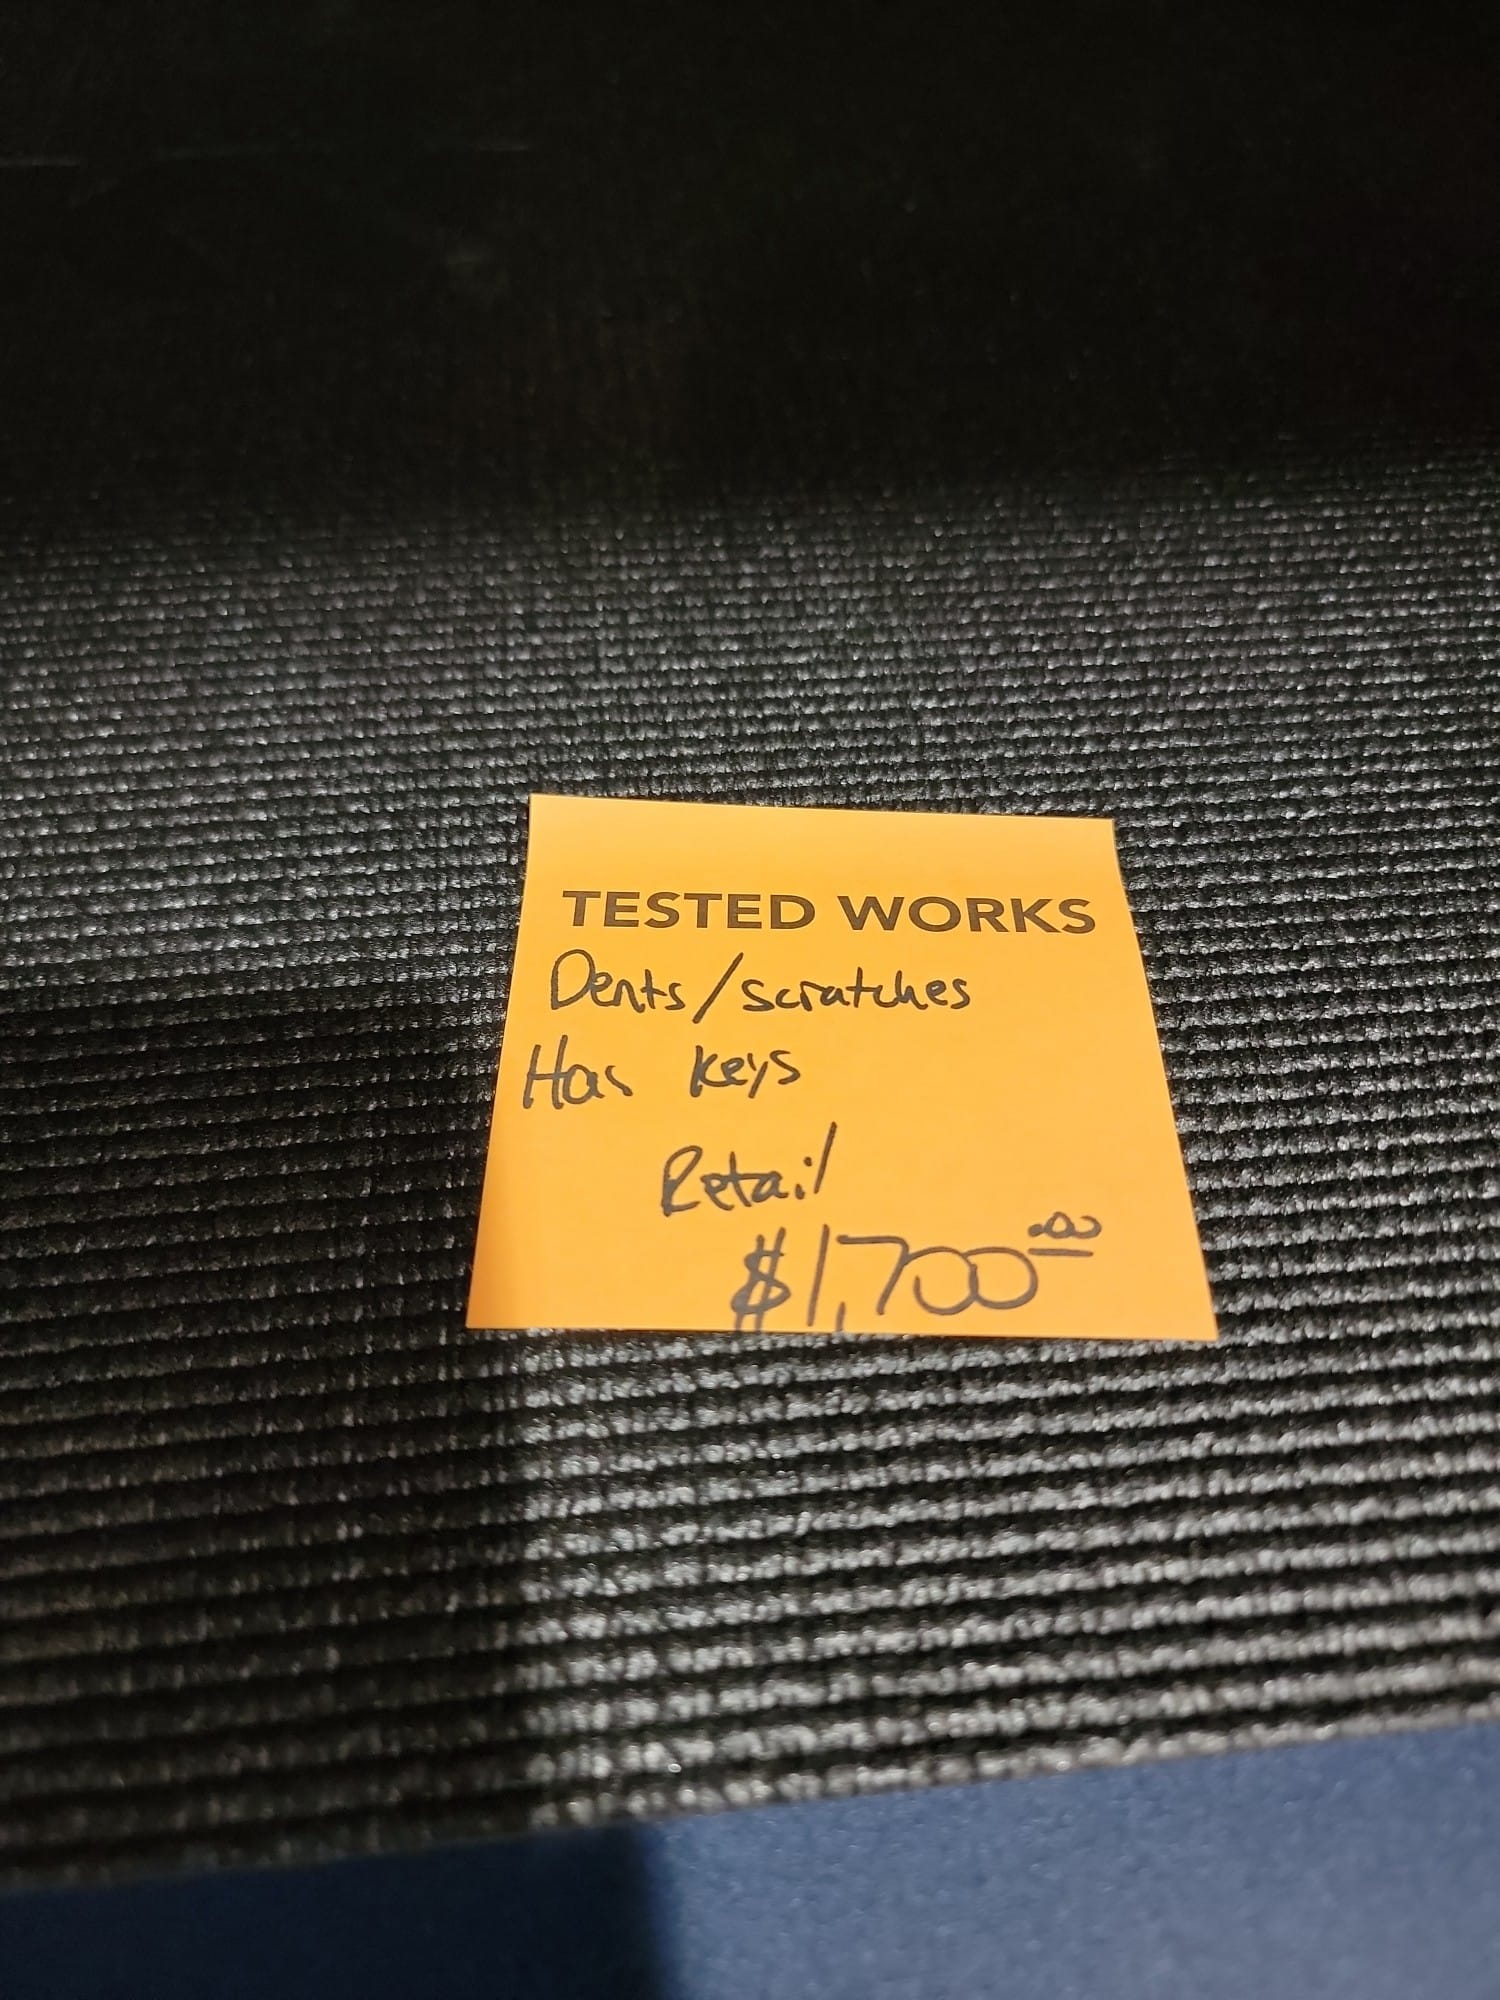 TESTED WORKS
Dents/scratches
Has keys
Retail
$1,700.00